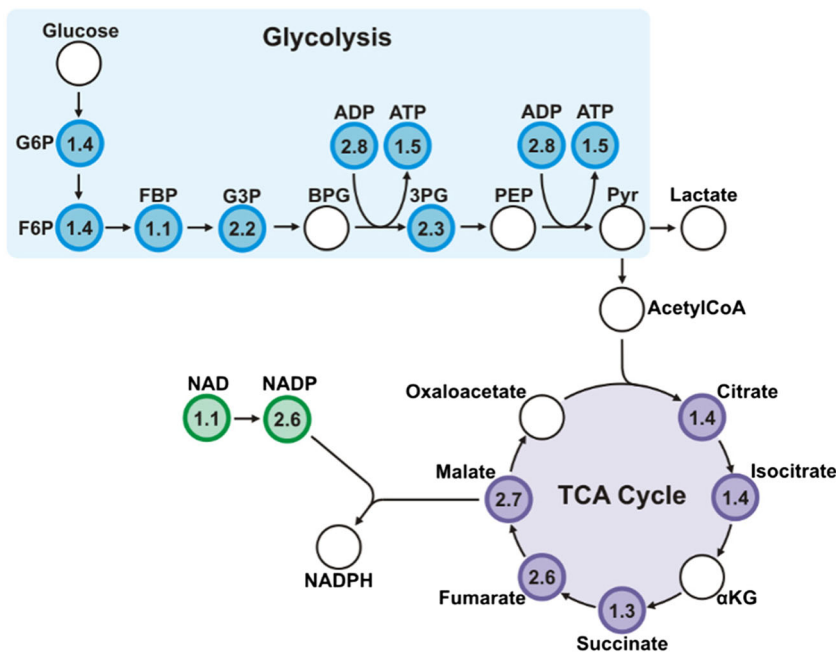 Glucose
Glycolysis
G6P 1.4
ADP ATP
2.8 1.5
ADP ATP
2.8 1.5
FBP G3P BPG 3PG PEP Pyr Lactate
F6P 1.4 1.1 2.2 2.3
AcetylCoA
NAD NADP
1.1 2.6
Oxaloacetate
Citrate
1.4
Malate
2.7
TCA Cycle
Isocitrate
1.4
NADPH
Fumarate
2.6
αKG
1.3
Succinate